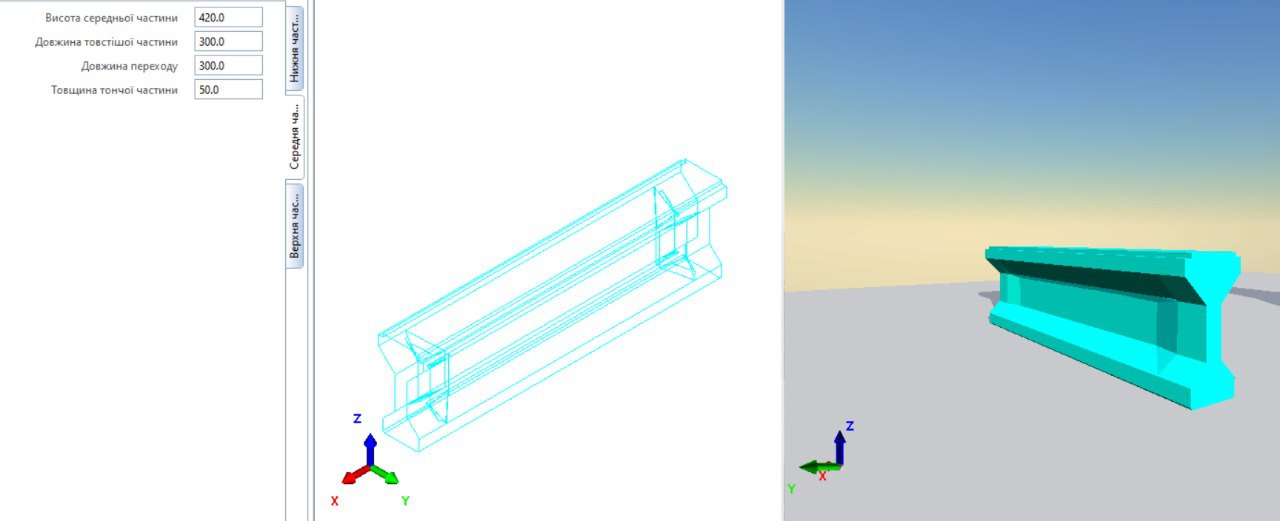 Висота середньої частини 420.0
Довжина товстішої частини 300.0
Довжина переходу 300.0
Товщина тончої частини 50.0
Нижня част...
Середня ча...
Верхня час...
Z
X
Y
Z
X
Y